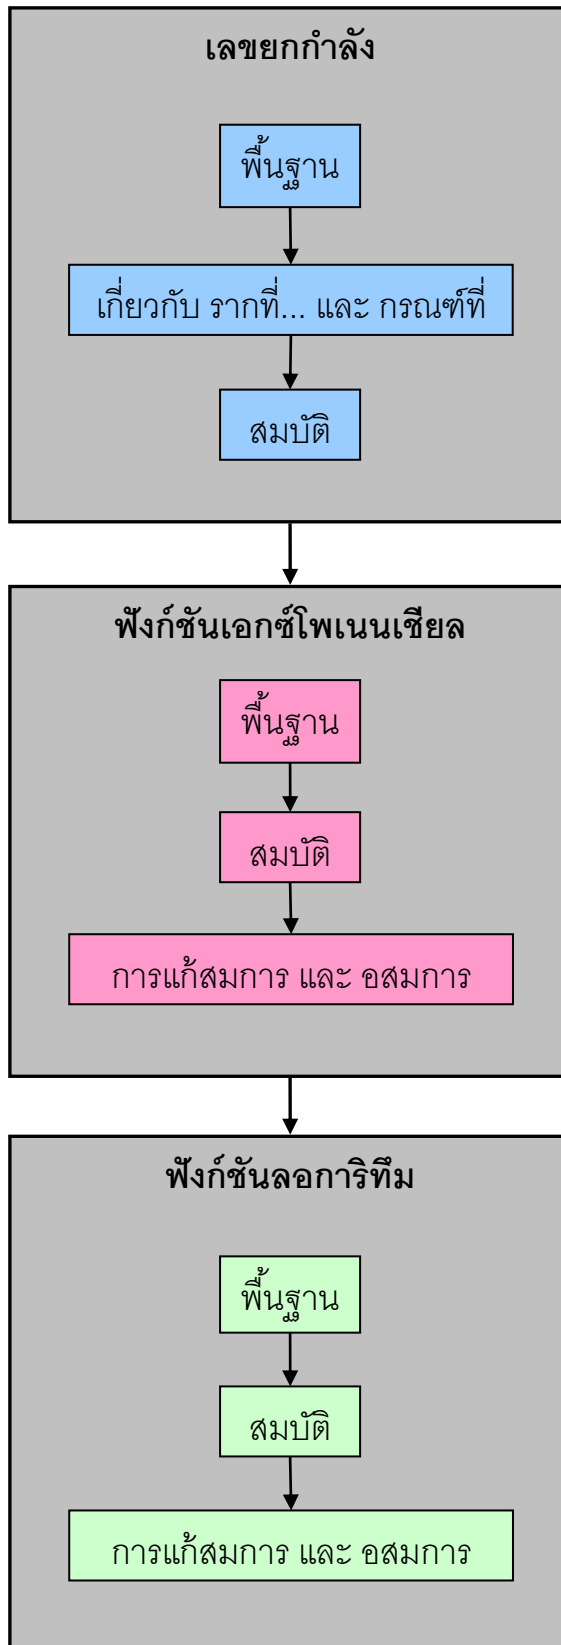 เลขยกกำลัง
พื้นฐาน
เกี่ยวกับ รากที่... และ กรณฑ์ที่
สมบัติ
ฟังก์ชันเอกซ์โพเนนเชียล
พื้นฐาน
สมบัติ
การแก้สมการ และ อสมการ
ฟังก์ชันลอการิทึม
พื้นฐาน
สมบัติ
การแก้สมการ และ อสมการ